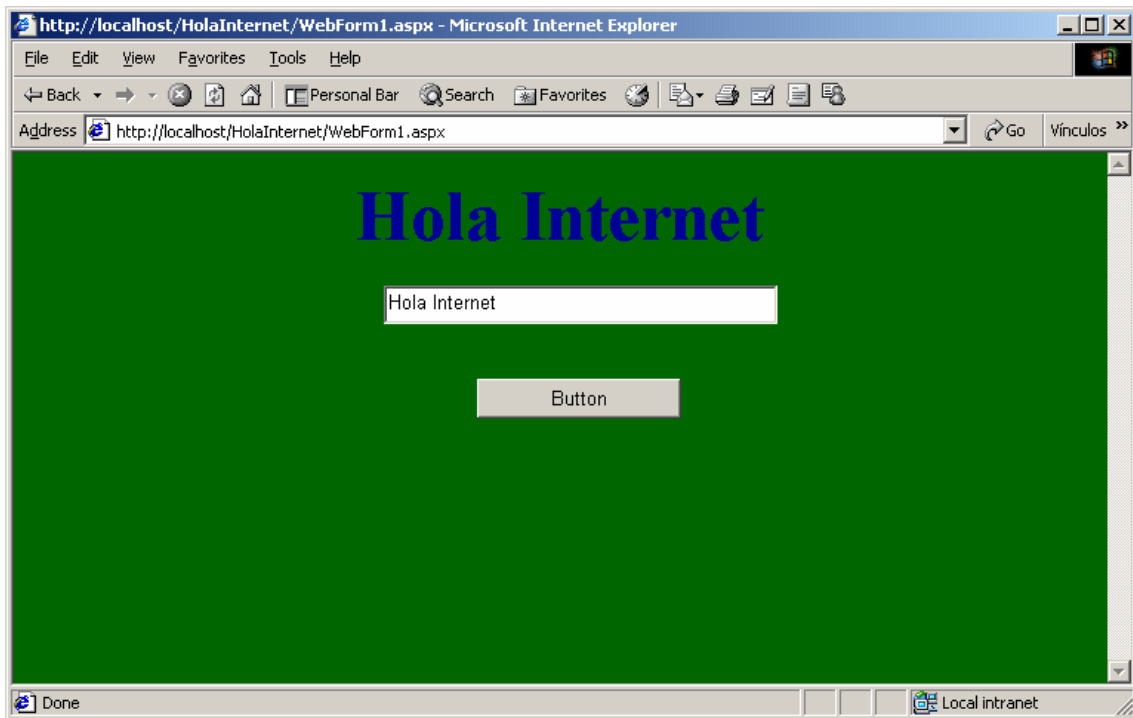 http://localhost/HolaInternet/WebForm1.aspx - Microsoft Internet Explorer
File Edit View Favorites Tools Help
Back Personal Bar Search Favorites
Address http://localhost/HolaInternet/WebForm1.aspx Go Vínculos »
Hola Internet
Hola Internet
Button
Done Local intranet